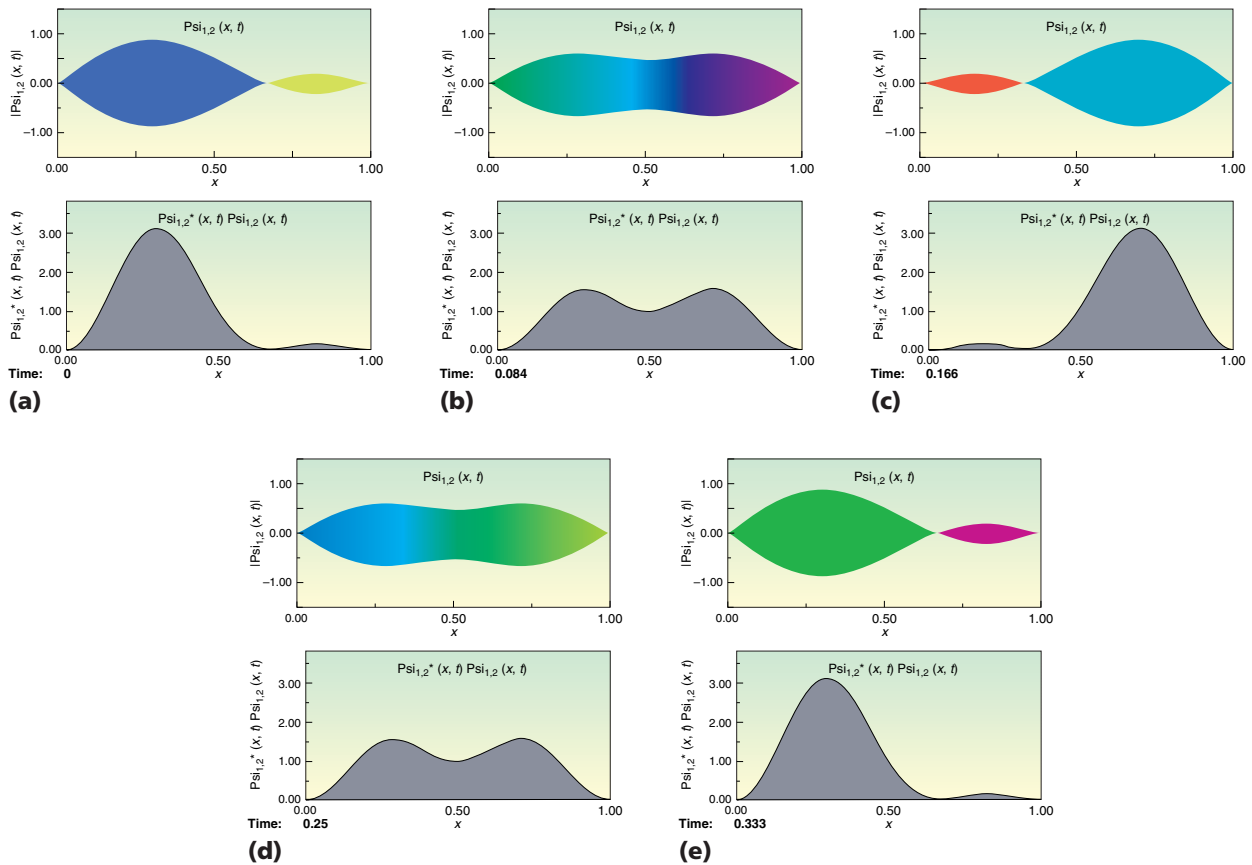 Psi1,2 (x, t)
|Psi1,2 (x, t)|
1.00
0.00
−1.00
0.00
0.50
1.00
x
Psi1,2* (x, t) Psi1,2 (x, t)
Psi1,2* (x, t) Psi1,2 (x, t)
3.00
2.00
1.00
0.00
0.00
0.50
1.00
x
Time: 0
(a)
Psi1,2 (x, t)
|Psi1,2 (x, t)|
1.00
0.00
−1.00
0.00
0.50
1.00
x
Psi1,2* (x, t) Psi1,2 (x, t)
Psi1,2* (x, t) Psi1,2 (x, t)
3.00
2.00
1.00
0.00
0.00
0.50
1.00
x
Time: 0.084
(b)
Psi1,2 (x, t)
|Psi1,2 (x, t)|
1.00
0.00
−1.00
0.00
0.50
1.00
x
Psi1,2* (x, t) Psi1,2 (x, t)
Psi1,2* (x, t) Psi1,2 (x, t)
3.00
2.00
1.00
0.00
0.00
0.50
1.00
x
Time: 0.166
(c)
Psi1,2 (x, t)
|Psi1,2 (x, t)|
1.00
0.00
−1.00
0.00
0.50
1.00
x
Psi1,2* (x, t) Psi1,2 (x, t)
Psi1,2* (x, t) Psi1,2 (x, t)
3.00
2.00
1.00
0.00
0.00
0.50
1.00
x
Time: 0.25
(d)
Psi1,2 (x, t)
|Psi1,2 (x, t)|
1.00
0.00
−1.00
0.00
0.50
1.00
x
Psi1,2* (x, t) Psi1,2 (x, t)
Psi1,2* (x, t) Psi1,2 (x, t)
3.00
2.00
1.00
0.00
0.00
0.50
1.00
x
Time: 0.333
(e)